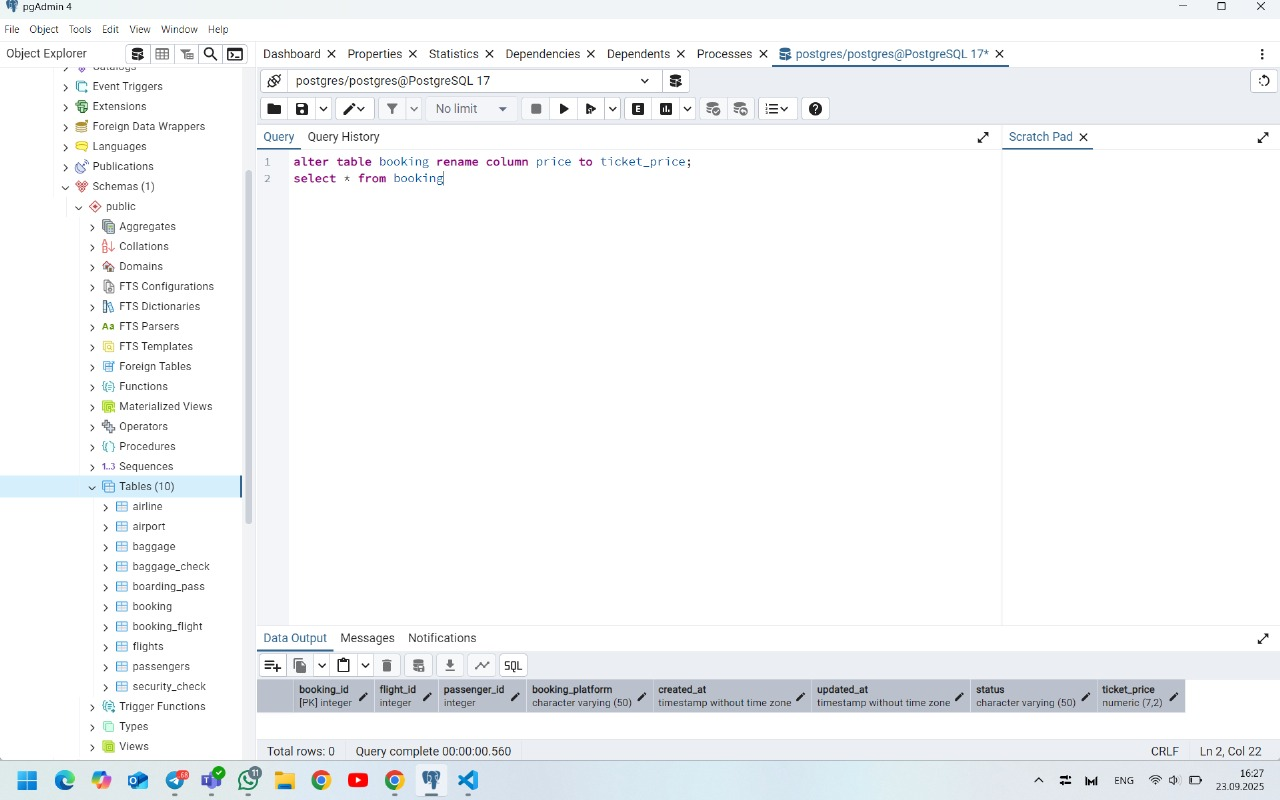 pgAdmin 4
File Object Tools Edit View Window Help
Object Explorer
Dashboard Properties Statistics Dependencies Dependents Processes postgres/postgres@PostgreSQL 17*
postgres/postgres@PostgreSQL 17
No limit
Query Query History
Scratch Pad
1 alter table booking rename column price to ticket_price;
2 select * from booking
Catalogs
Event Triggers
Extensions
Foreign Data Wrappers
Languages
Publications
Schemas (1)
public
Aggregates
Collations
Domains
FTS Configurations
FTS Dictionaries
Aa FTS Parsers
FTS Templates
Foreign Tables
Functions
Materialized Views
Operators
Procedures
1..3 Sequences
Tables (10)
airline
airport
baggage
baggage_check
boarding_pass
booking
booking_flight
flights
passengers
security_check
Trigger Functions
Types
Views
Data Output Messages Notifications
SQL
booking_id flight_id passenger_id booking_platform created_at updated_at status ticket_price
[PK] integer integer integer character varying (50) timestamp without time zone timestamp without time zone character varying (50) numeric (7,2)
Total rows: 0 Query complete 00:00:00.560 CRLF Ln 2, Col 22
68 11 ENG 16:27
23.09.2025